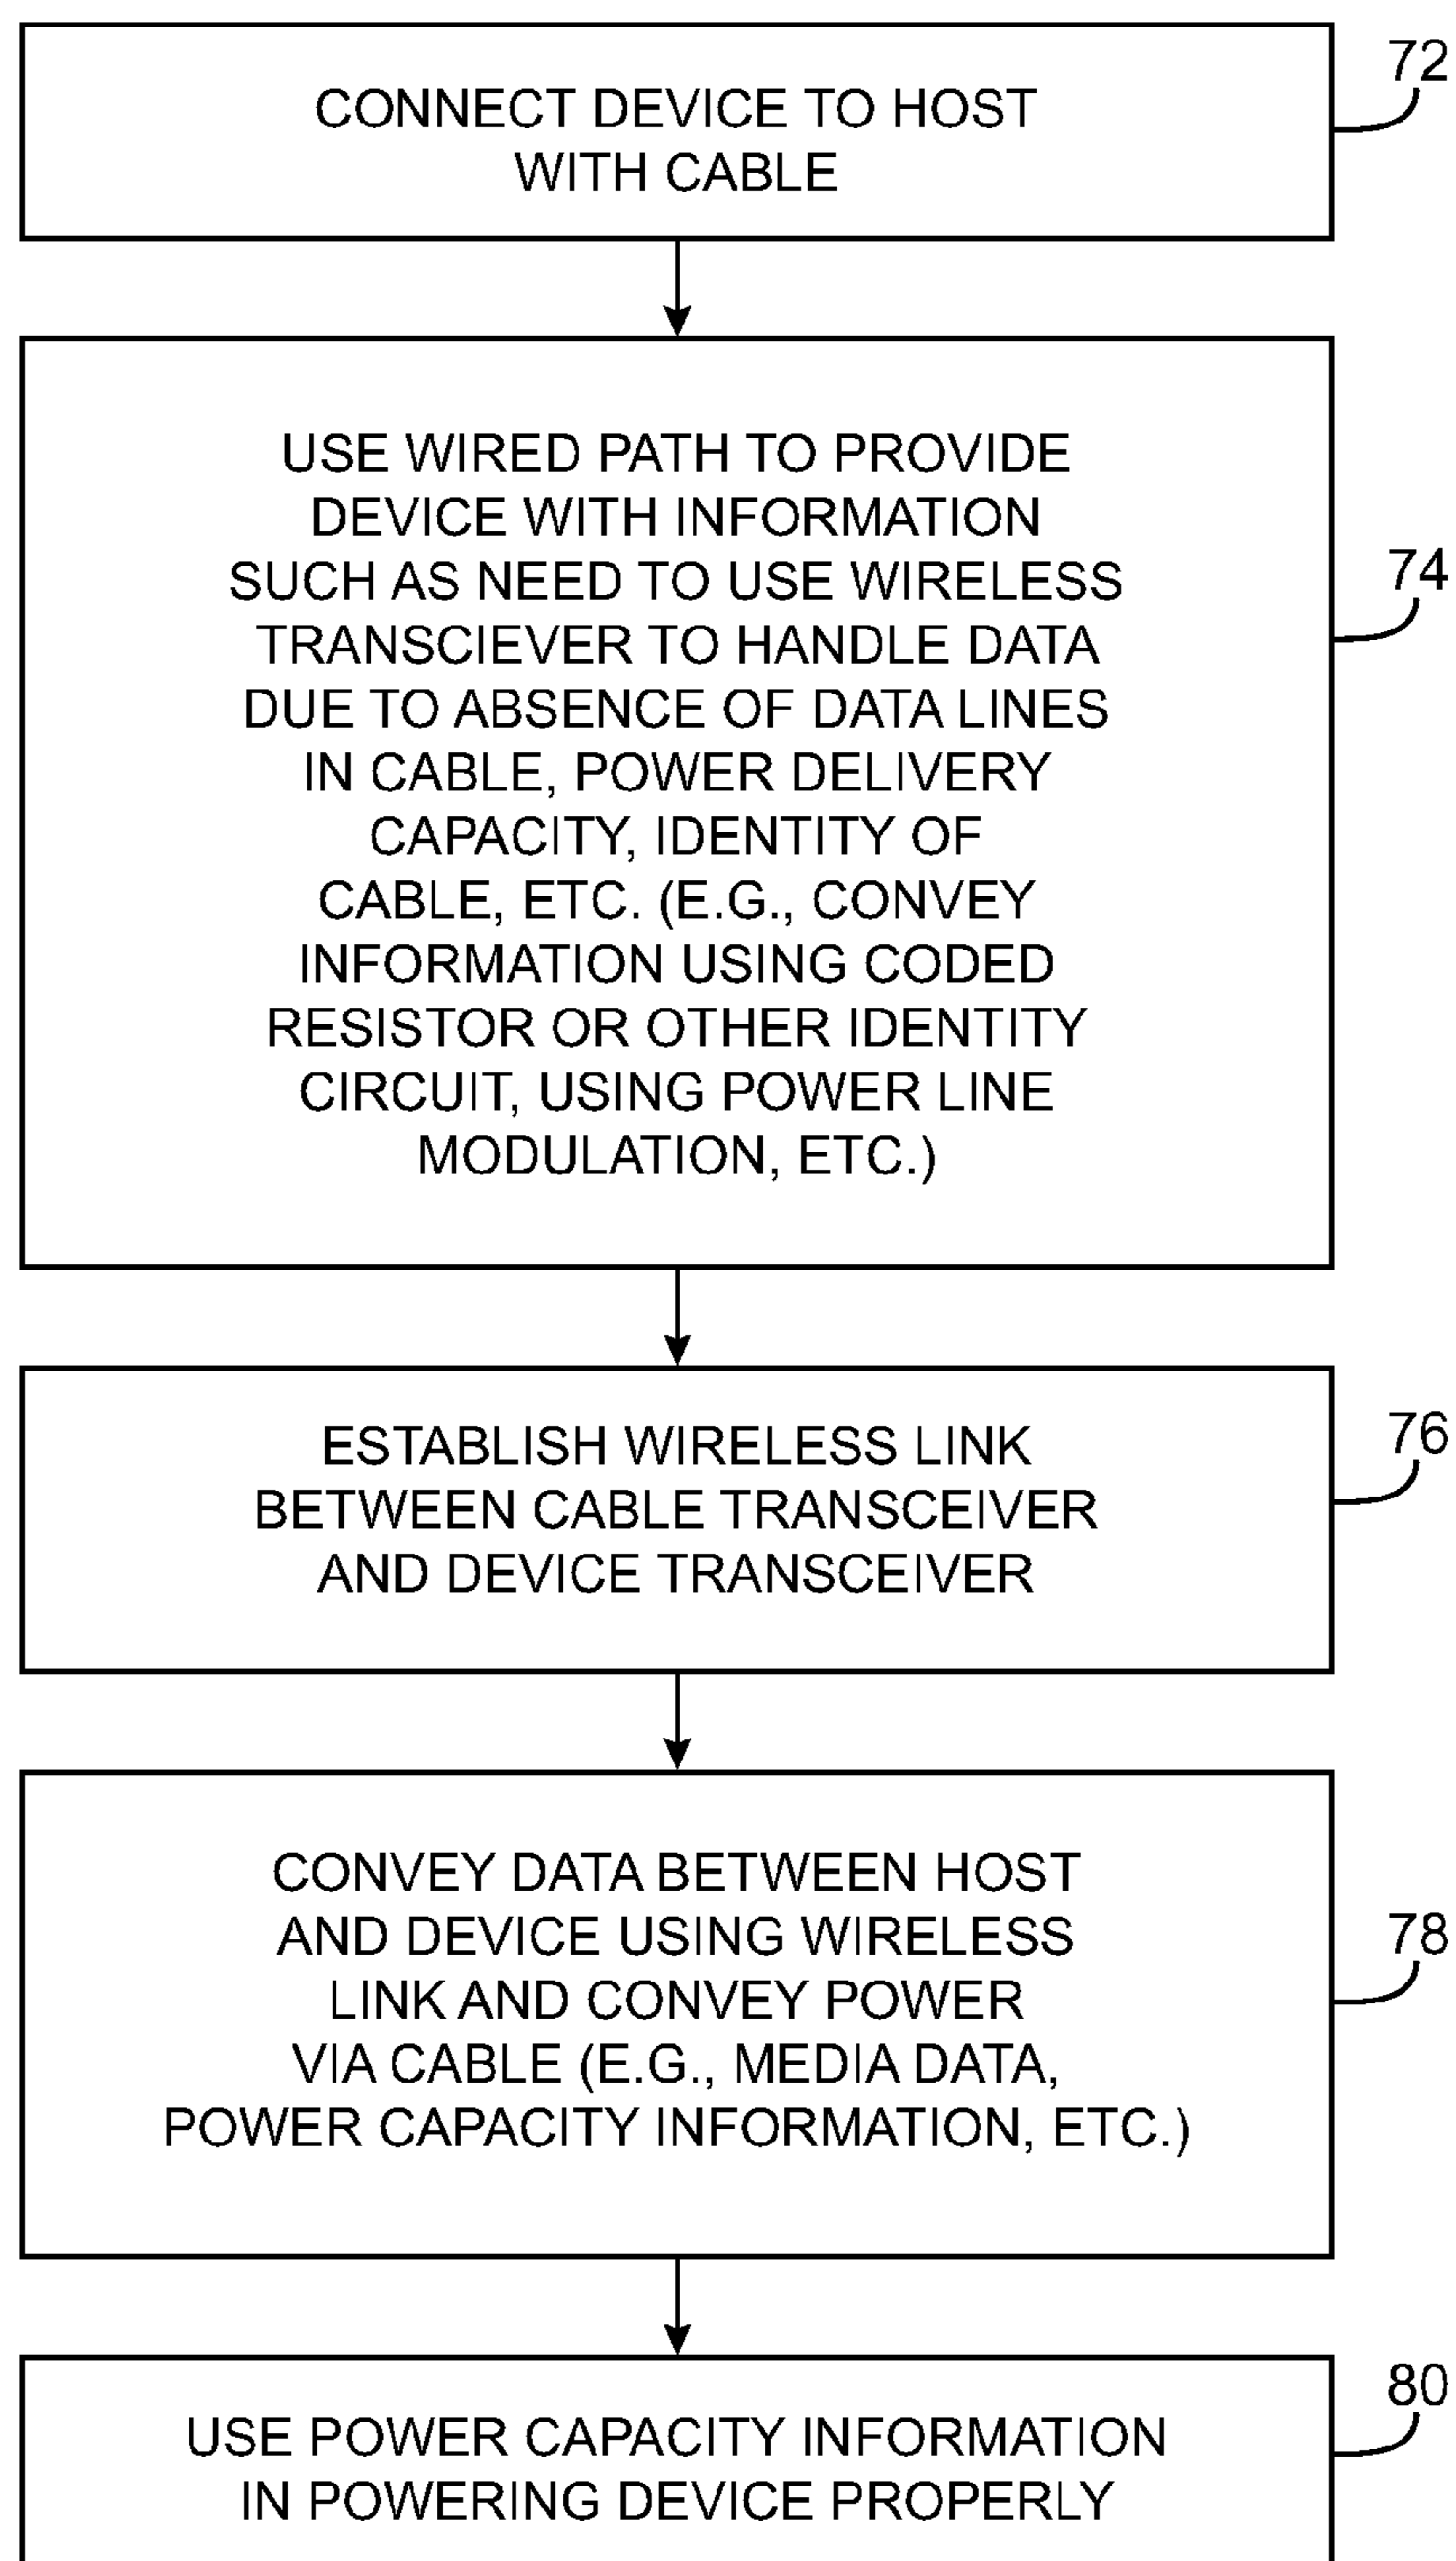 CONNECT DEVICE TO HOST
WITH CABLE
72
USE WIRED PATH TO PROVIDE
DEVICE WITH INFORMATION
SUCH AS NEED TO USE WIRELESS
TRANSCIEVER TO HANDLE DATA
DUE TO ABSENCE OF DATA LINES
IN CABLE, POWER DELIVERY
CAPACITY, IDENTITY OF
CABLE, ETC. (E.G., CONVEY
INFORMATION USING CODED
RESISTOR OR OTHER IDENTITY
CIRCUIT, USING POWER LINE
MODULATION, ETC.)
74
ESTABLISH WIRELESS LINK
BETWEEN CABLE TRANSCEIVER
AND DEVICE TRANSCEIVER
76
CONVEY DATA BETWEEN HOST
AND DEVICE USING WIRELESS
LINK AND CONVEY POWER
VIA CABLE (E.G., MEDIA DATA,
POWER CAPACITY INFORMATION, ETC.)
78
USE POWER CAPACITY INFORMATION
IN POWERING DEVICE PROPERLY
80